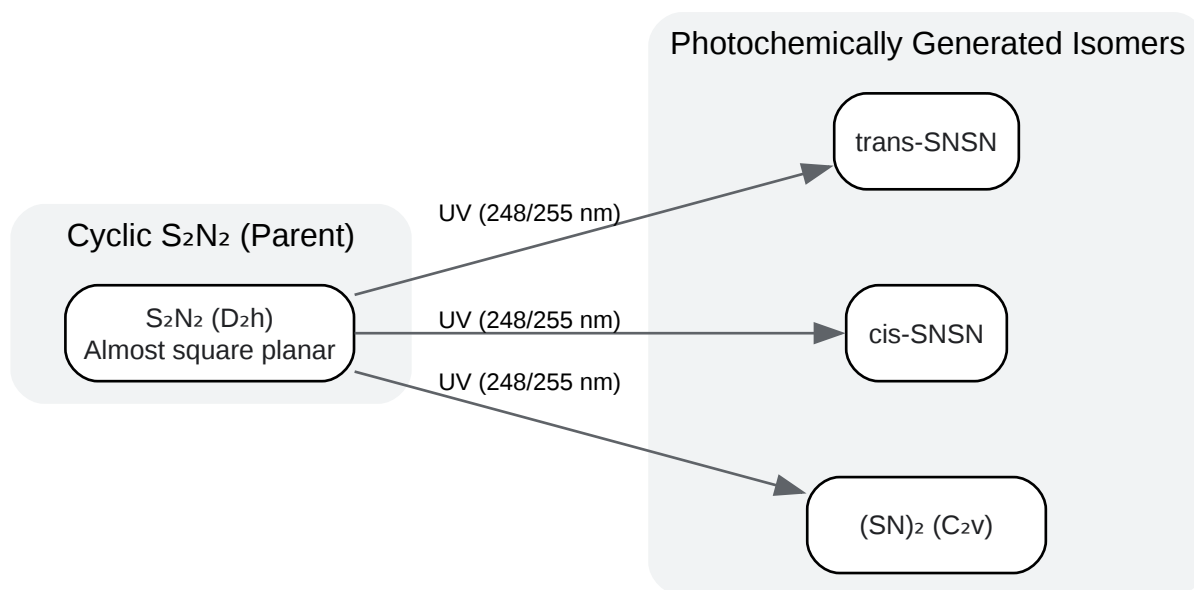 Photochemically Generated Isomers
trans-SNSN
UV (248/255 nm)
Cyclic S₂N₂ (Parent)
S₂N₂ (D₂h)
Almost square planar
UV (248/255 nm)
cis-SNSN
UV (248/255 nm)
(SN)₂ (C₂v)